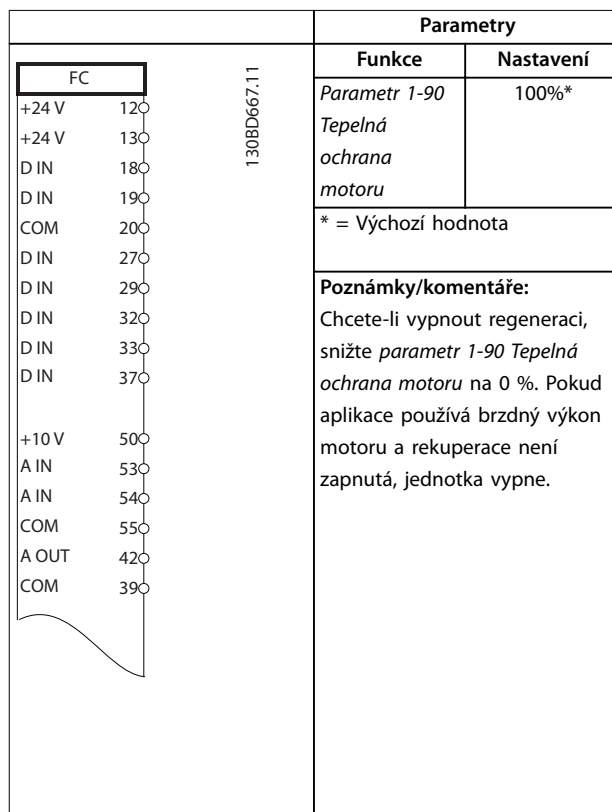 FC
+24 V 12
+24 V 13
D IN 18
D IN 19
COM 20
D IN 27
D IN 29
D IN 32
D IN 33
D IN 37
+10 V 50
A IN 53
A IN 54
COM 55
A OUT 42
COM 39
130BD667.11
Parametry
Funkce Nastavení
Parametr 1-90 100%*
Tepelná
ochrana
motoru
* = Výchozí hodnota
Poznámky/komentáře:
Chcete-li vypnout regeneraci,
snižte parametr 1-90 Tepelná
ochrana motoru na 0 %. Pokud
aplikace používá brzdný výkon
motoru a rekuperace není
zapnutá, jednotka vypne.